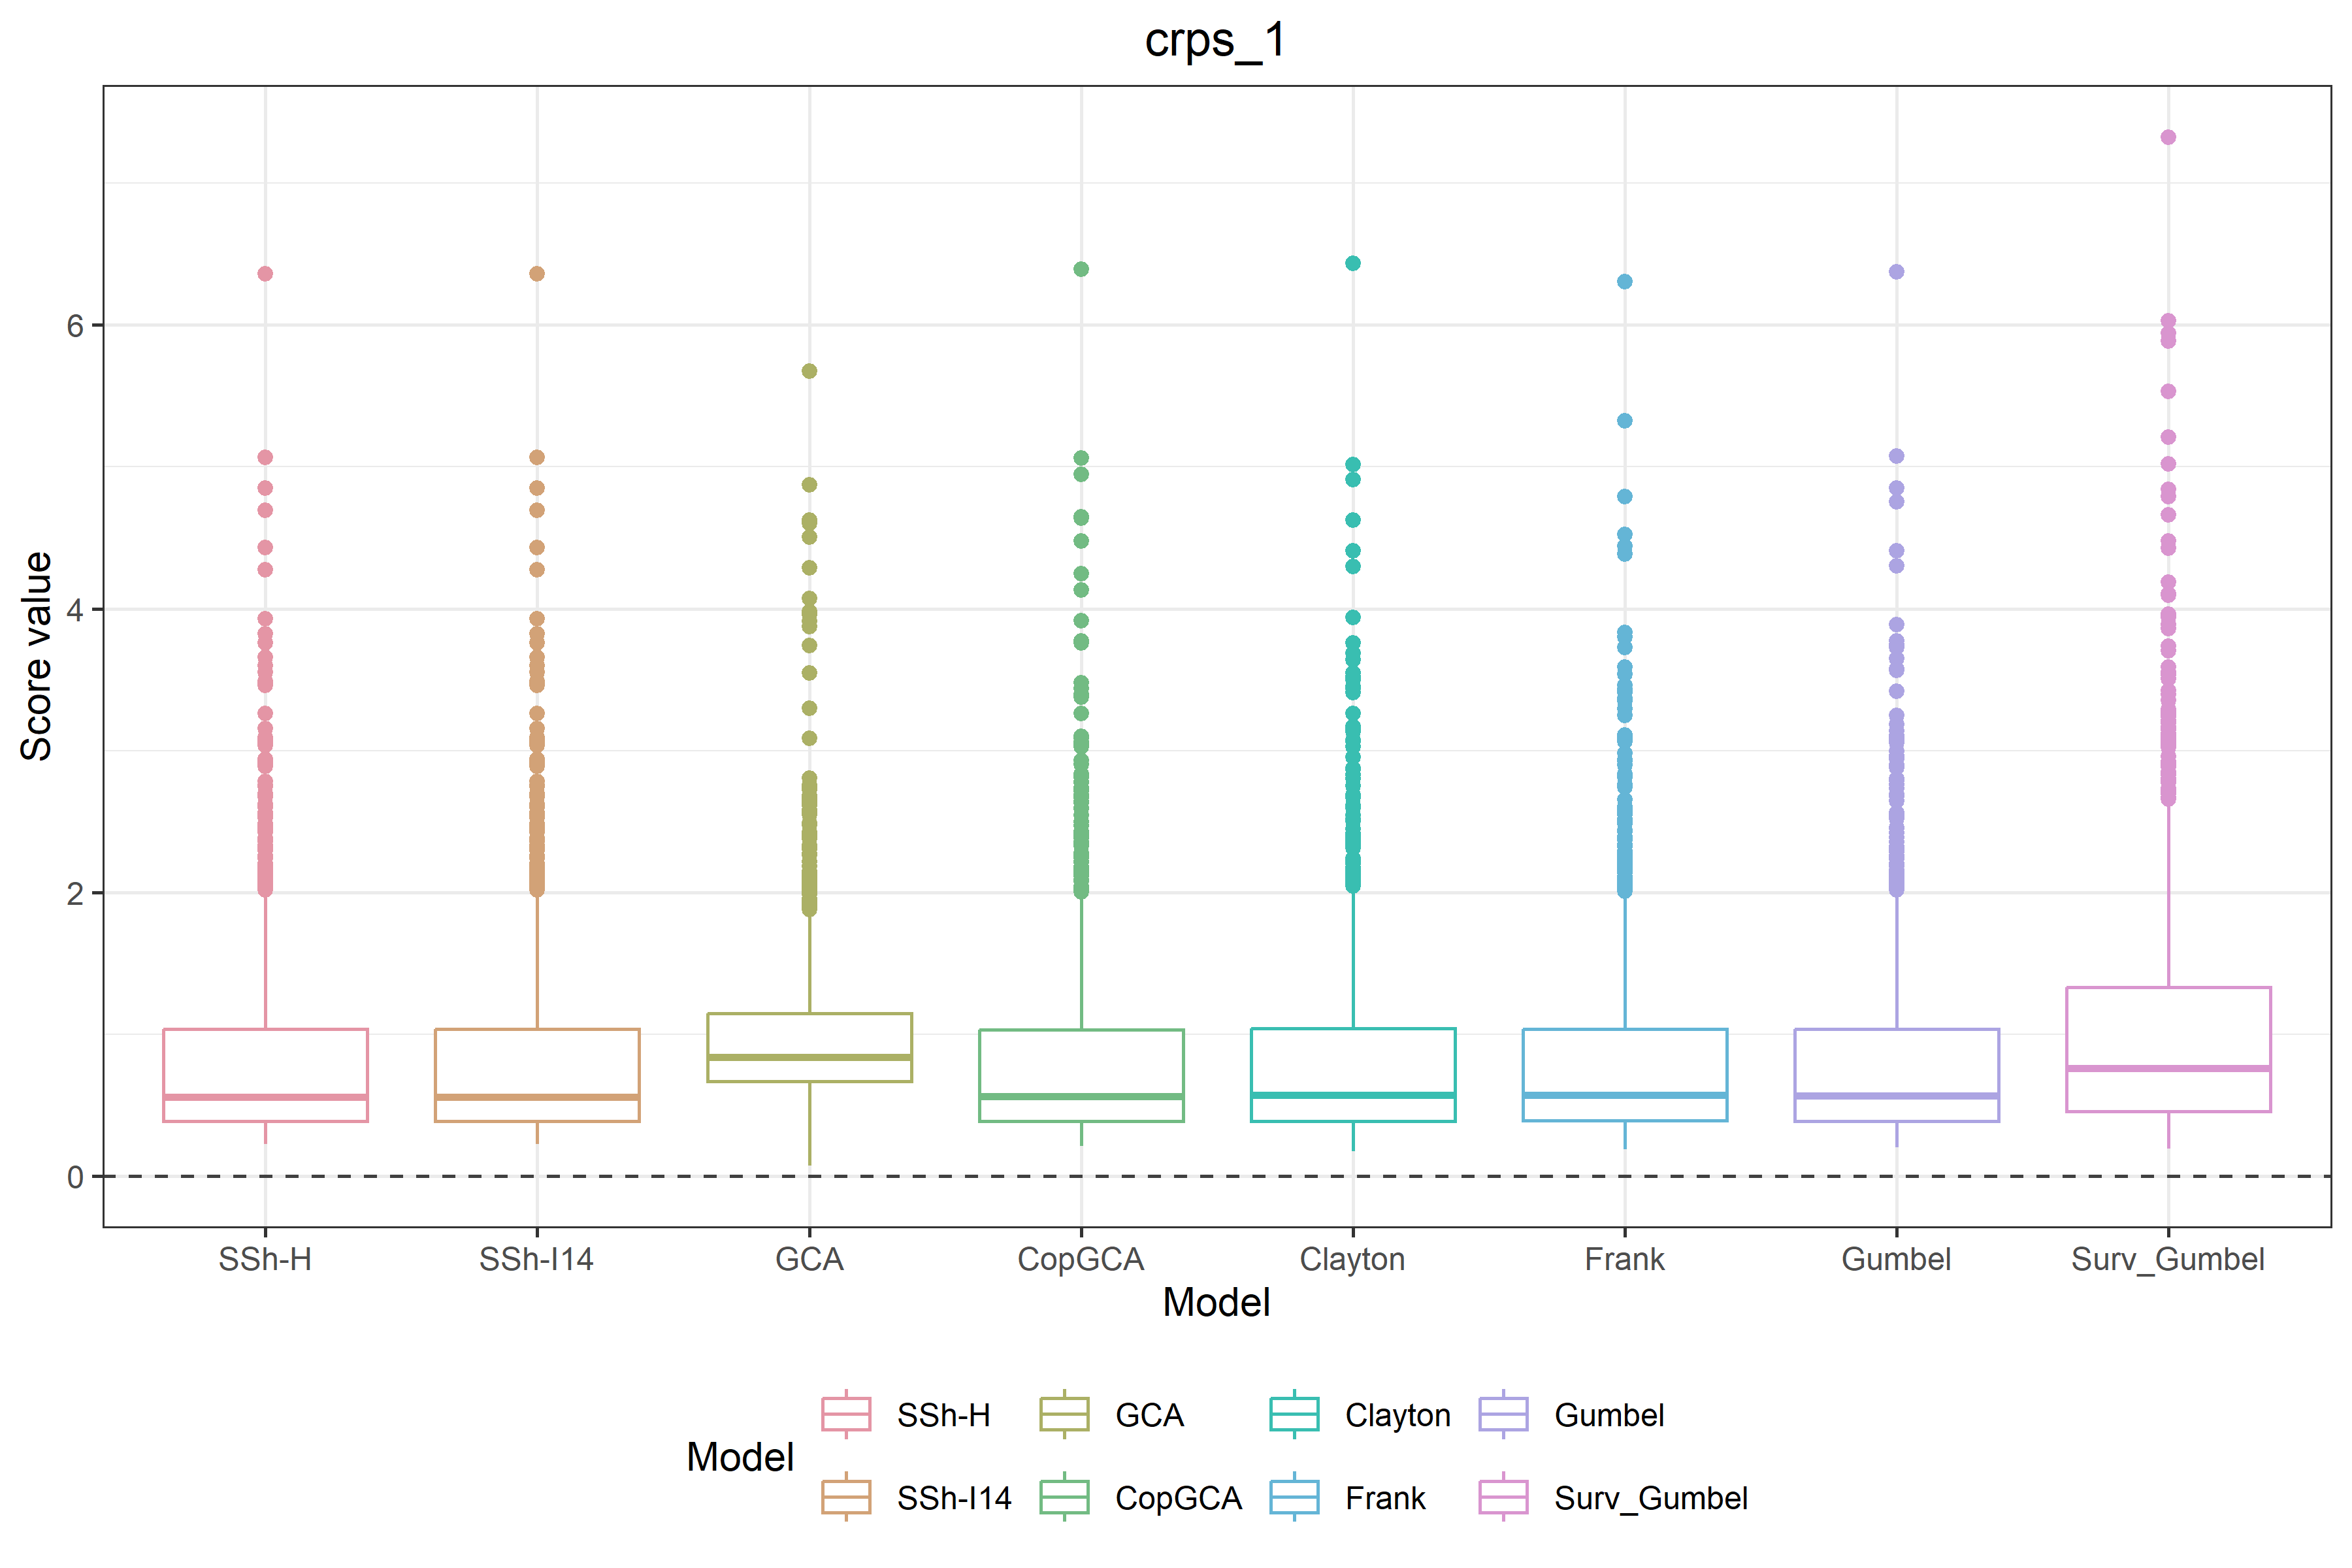 crps_1
Score value
6
4
2
0
SSh-H SSh-I14 GCA CopGCA Clayton Frank Gumbel Surv_Gumbel
Model
Model
SSh-H GCA Clayton Gumbel
SSh-I14 CopGCA Frank Surv_Gumbel